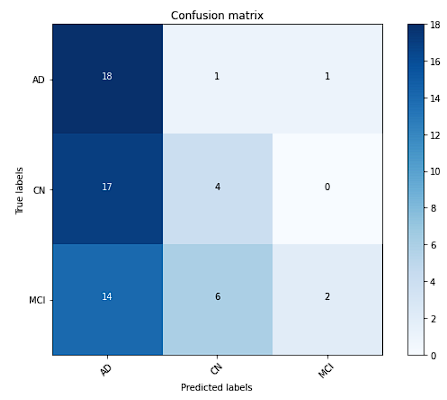 Confusion matrix
AD 18 1 1
CN 17 4 0
MCI 14 6 2
AD CN MCI
True labels
Predicted labels
18
16
14
12
10
8
6
4
2
0